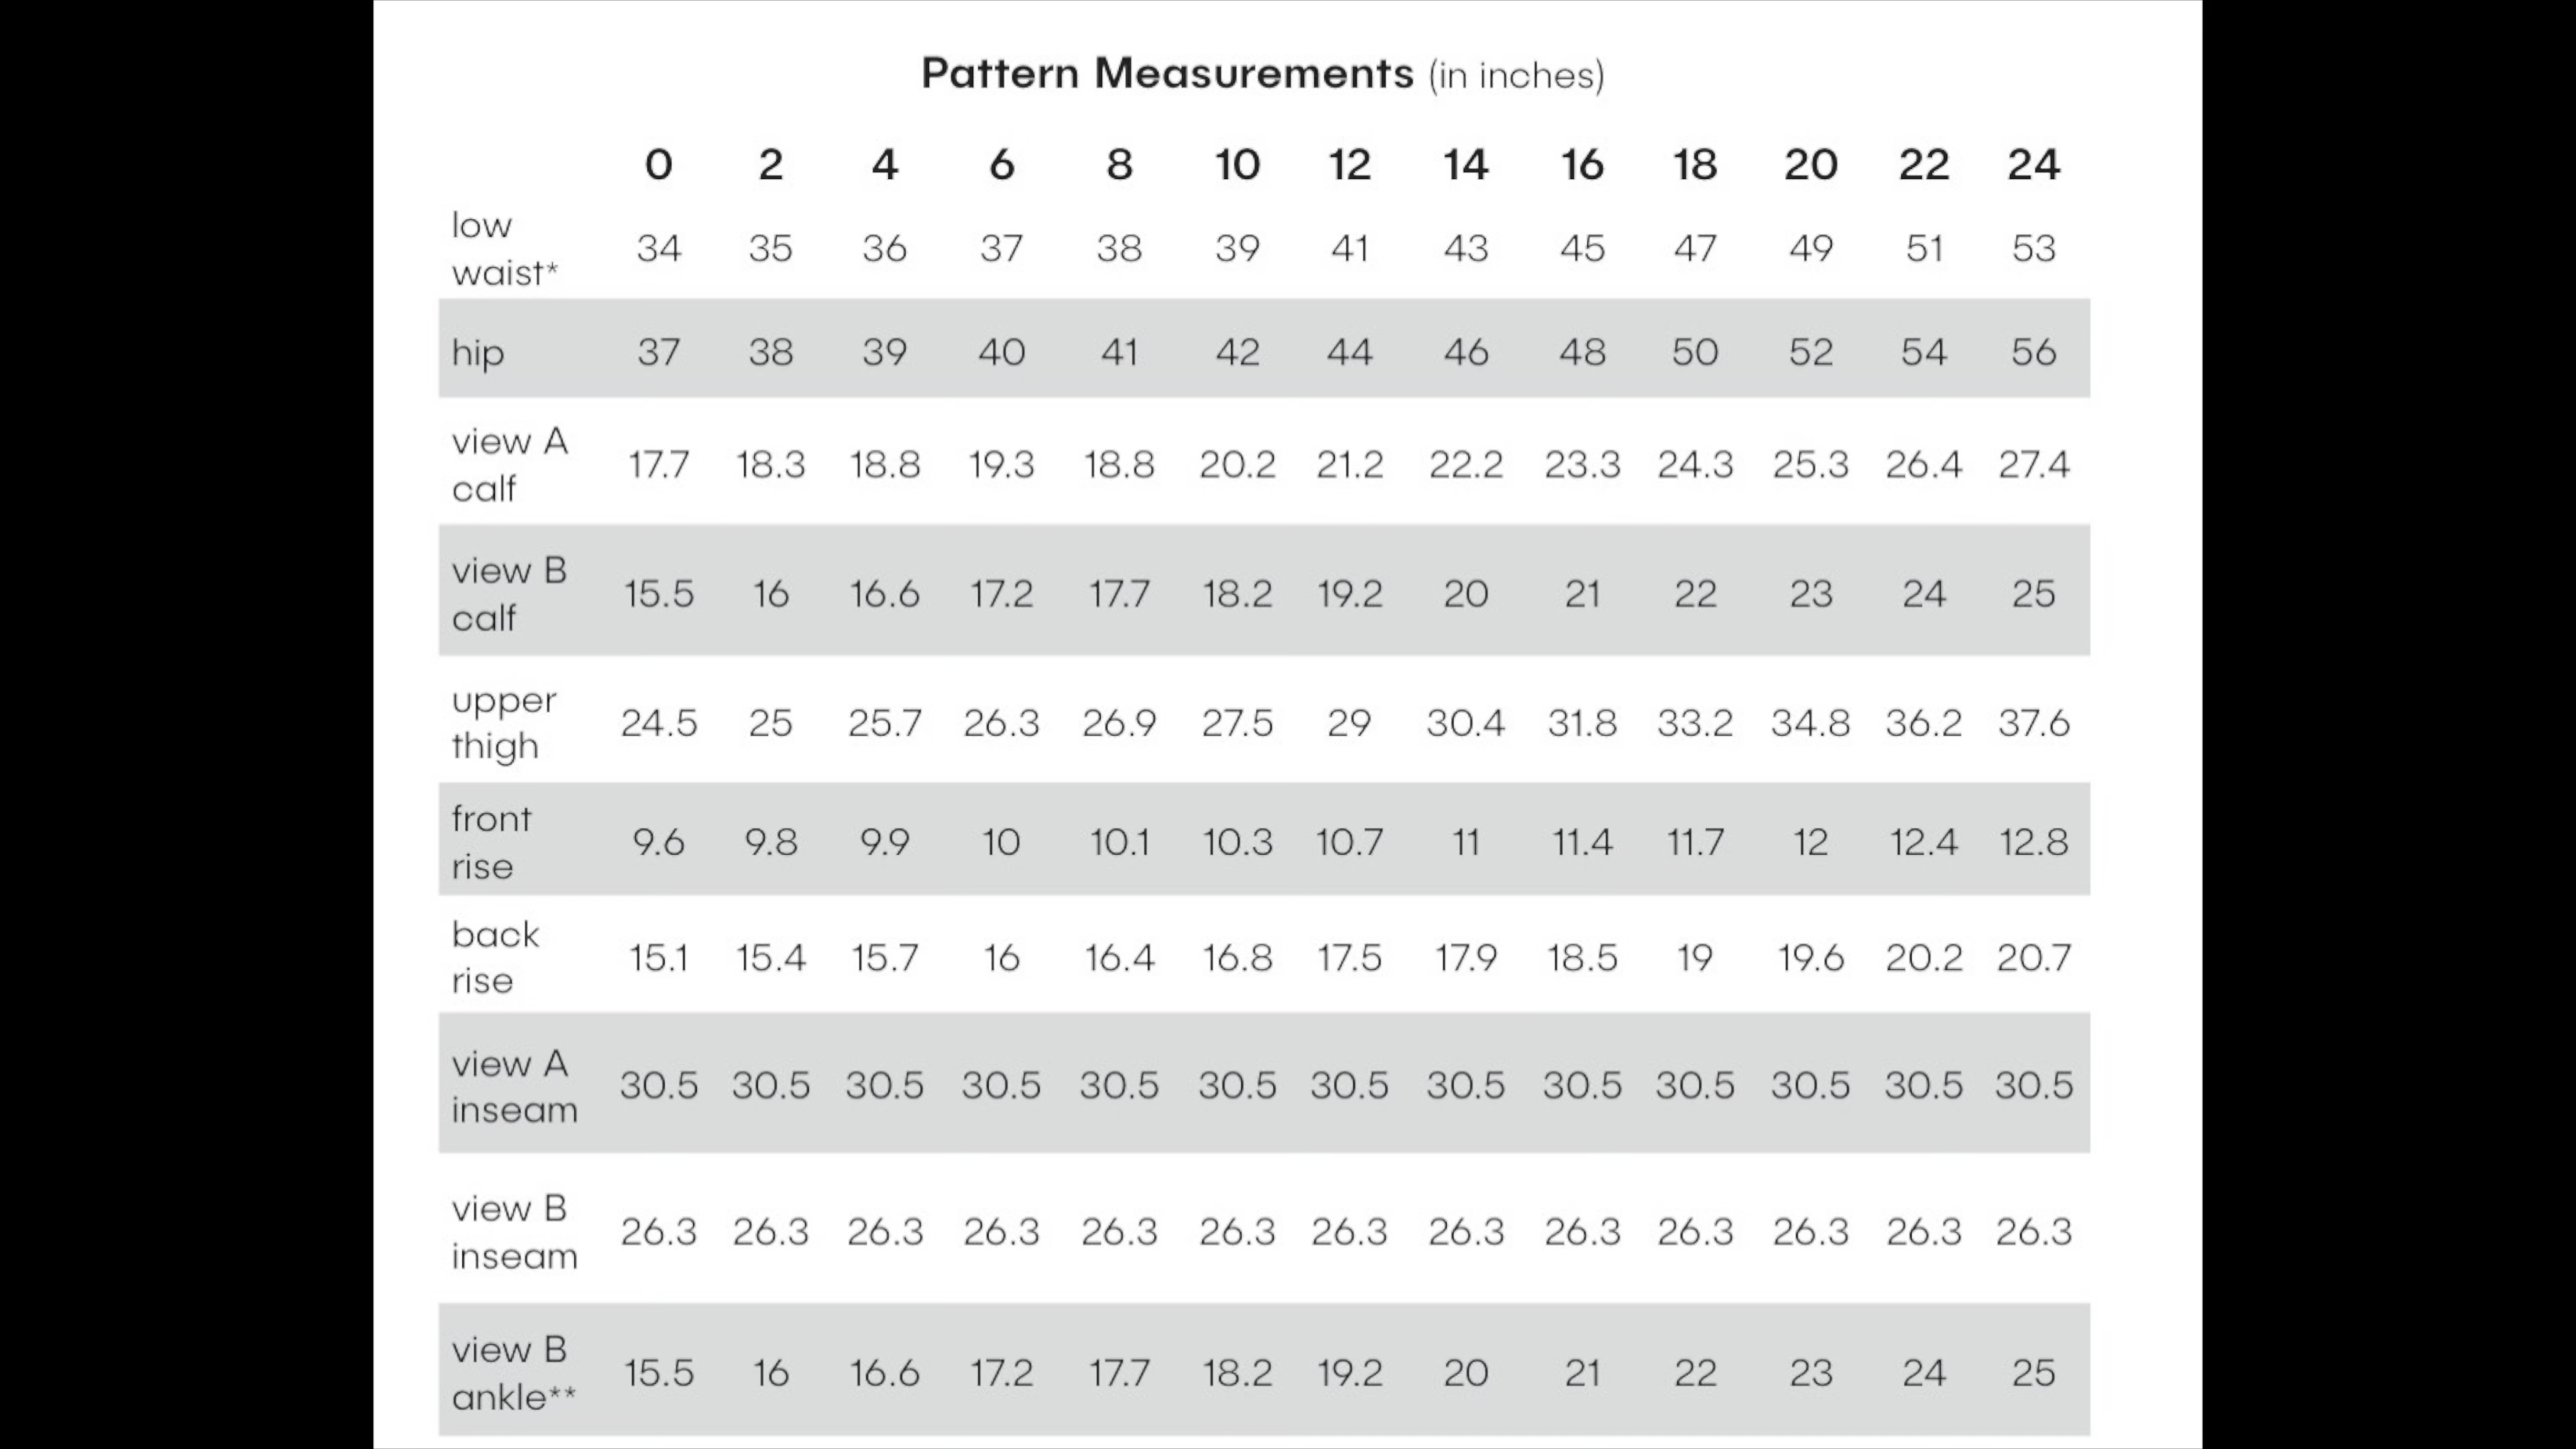 Pattern Measurements (in inches)
0 2 4 6 8 10 12 14 16 18 20 22 24
low
waist* 34 35 36 37 38 39 41 43 45 47 49 51 53
hip 37 38 39 40 41 42 44 46 48 50 52 54 56
view A
calf 17.7 18.3 18.8 19.3 18.8 20.2 21.2 22.2 23.3 24.3 25.3 26.4 27.4
view B
calf 15.5 16 16.6 17.2 17.7 18.2 19.2 20 21 22 23 24 25
upper
thigh 24.5 25 25.7 26.3 26.9 27.5 29 30.4 31.8 33.2 34.8 36.2 37.6
front
rise 9.6 9.8 9.9 10 10.1 10.3 10.7 11 11.4 11.7 12 12.4 12.8
back
rise 15.1 15.4 15.7 16 16.4 16.8 17.5 17.9 18.5 19 19.6 20.2 20.7
view A
inseam 30.5 30.5 30.5 30.5 30.5 30.5 30.5 30.5 30.5 30.5 30.5 30.5 30.5
view B
inseam 26.3 26.3 26.3 26.3 26.3 26.3 26.3 26.3 26.3 26.3 26.3 26.3 26.3
view B
ankle** 15.5 16 16.6 17.2 17.7 18.2 19.2 20 21 22 23 24 25